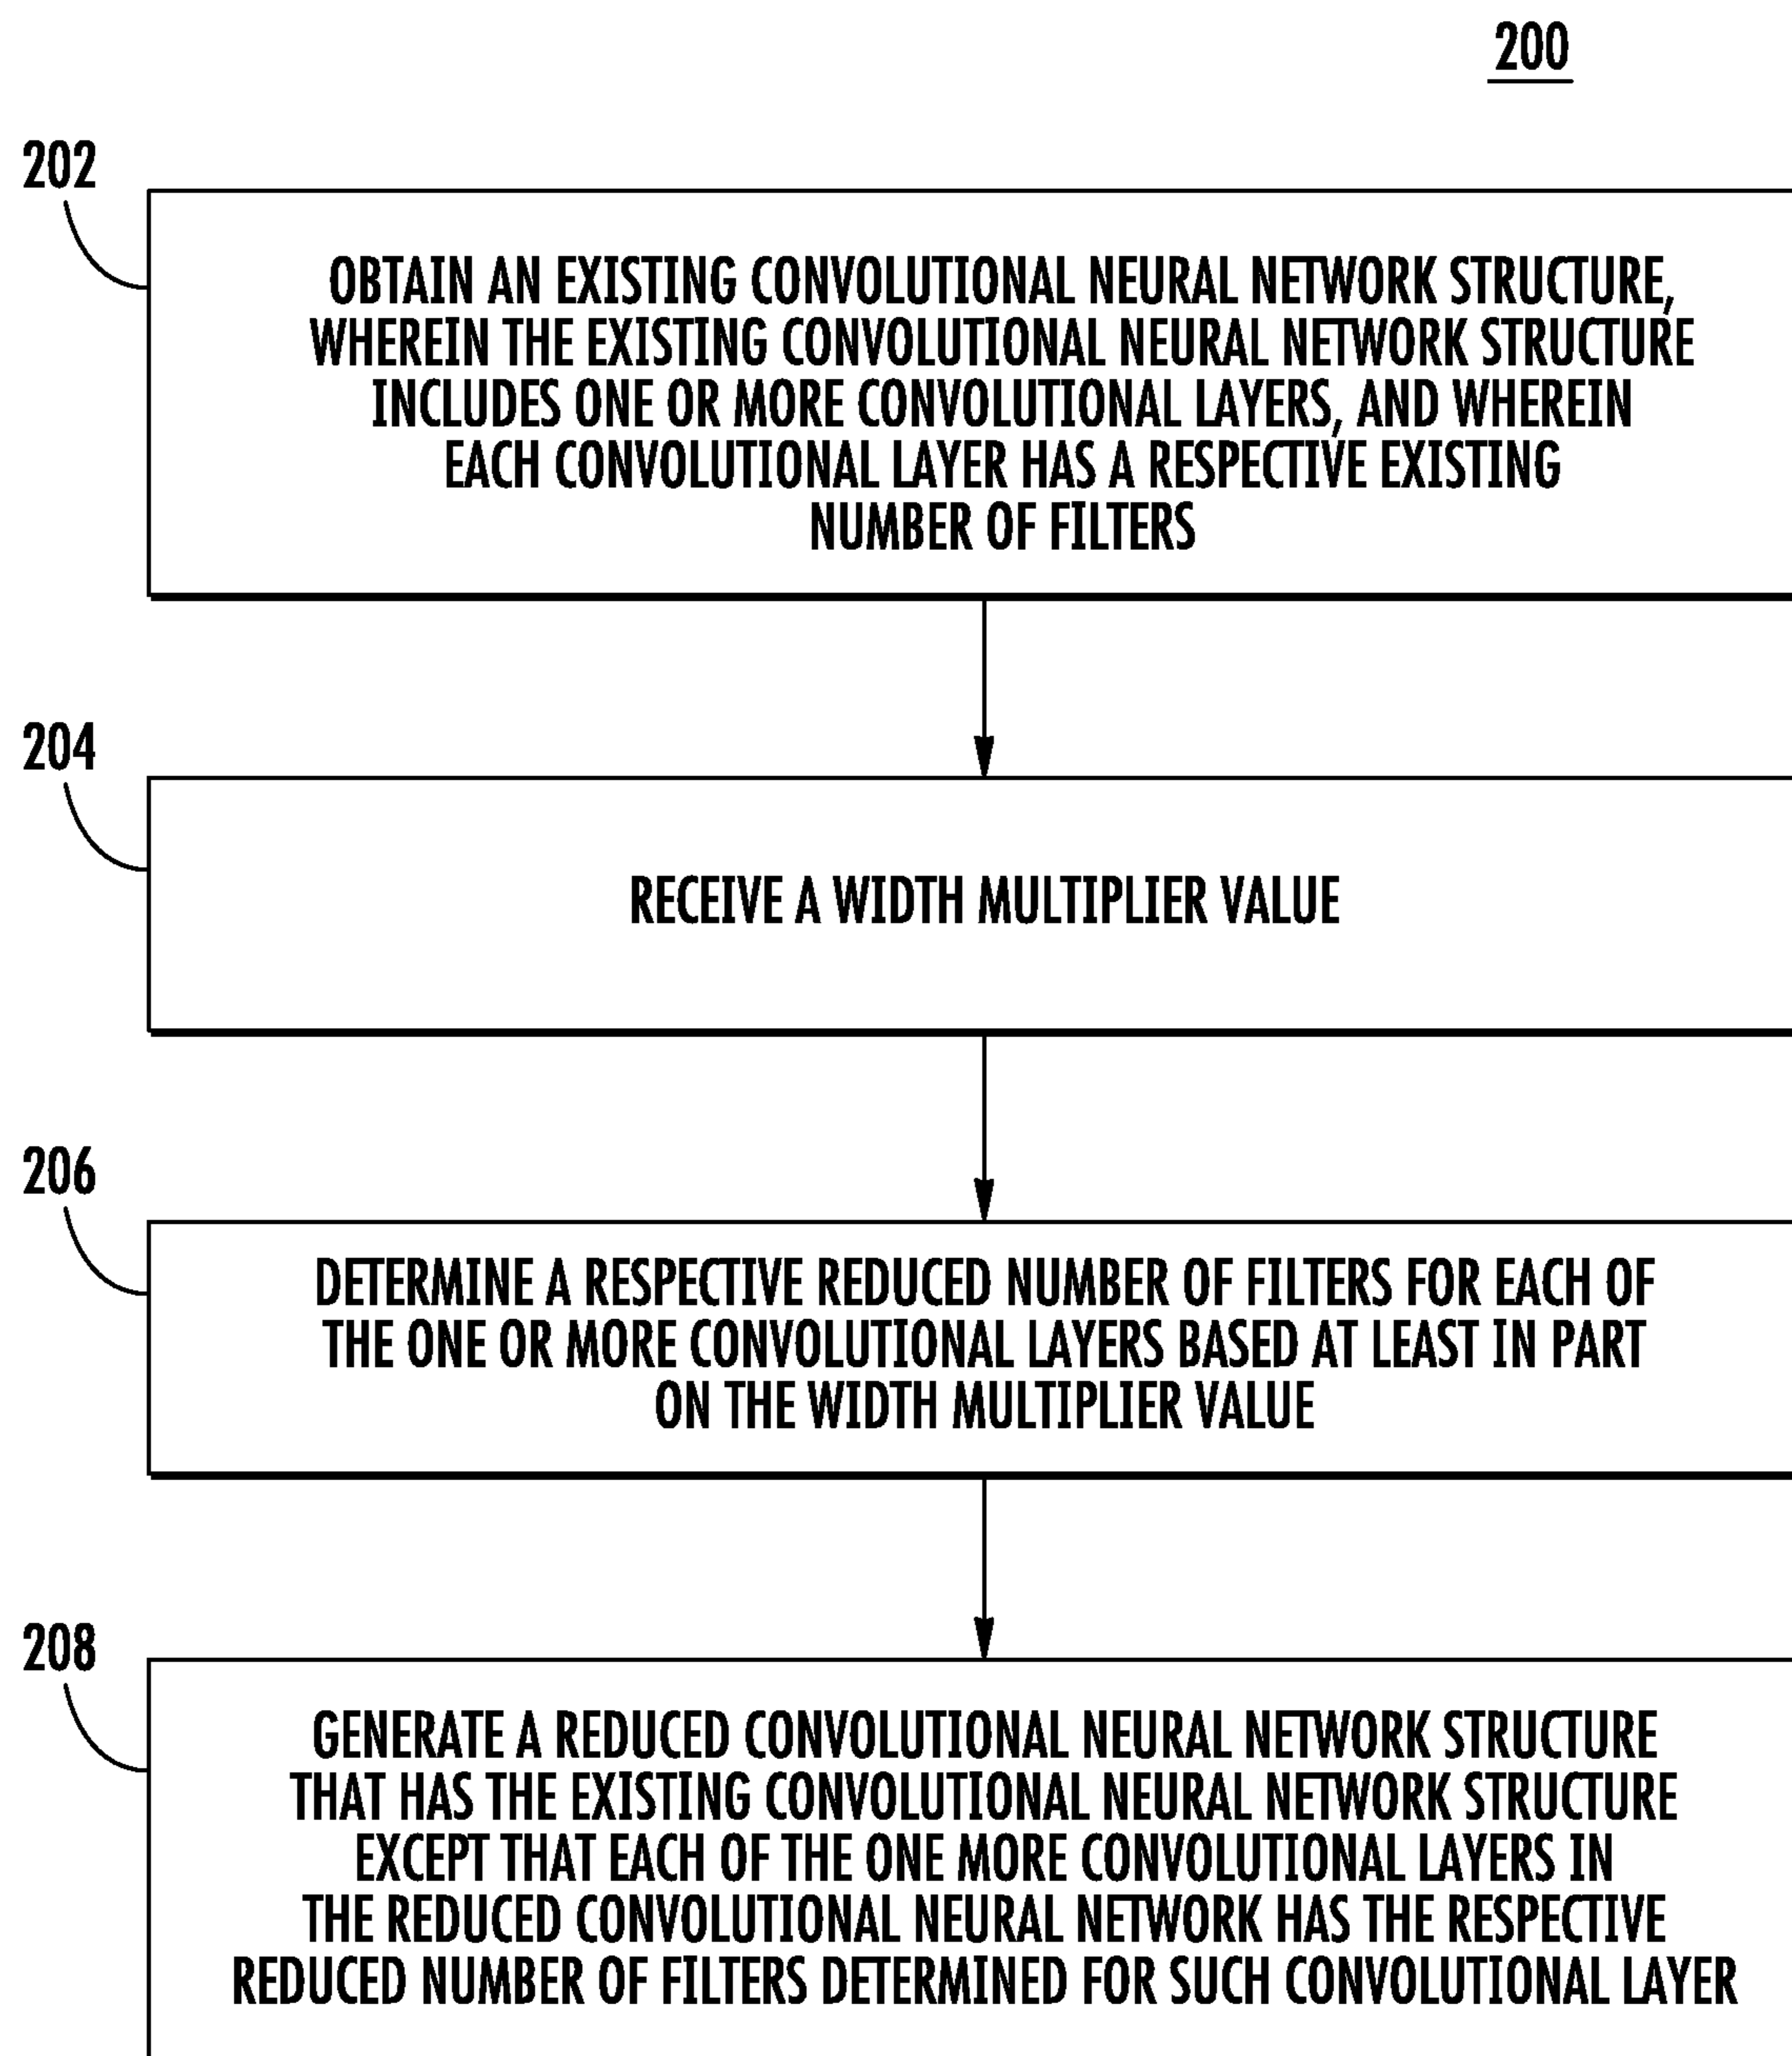 200
202
OBTAIN AN EXISTING CONVOLUTIONAL NEURAL NETWORK STRUCTURE,
WHEREIN THE EXISTING CONVOLUTIONAL NEURAL NETWORK STRUCTURE
INCLUDES ONE OR MORE CONVOLUTIONAL LAYERS, AND WHEREIN
EACH CONVOLUTIONAL LAYER HAS A RESPECTIVE EXISTING
NUMBER OF FILTERS
204
RECEIVE A WIDTH MULTIPLIER VALUE
206
DETERMINE A RESPECTIVE REDUCED NUMBER OF FILTERS FOR EACH OF
THE ONE OR MORE CONVOLUTIONAL LAYERS BASED AT LEAST IN PART
ON THE WIDTH MULTIPLIER VALUE
208
GENERATE A REDUCED CONVOLUTIONAL NEURAL NETWORK STRUCTURE
THAT HAS THE EXISTING CONVOLUTIONAL NEURAL NETWORK STRUCTURE
EXCEPT THAT EACH OF THE ONE MORE CONVOLUTIONAL LAYERS IN
THE REDUCED CONVOLUTIONAL NEURAL NETWORK HAS THE RESPECTIVE
REDUCED NUMBER OF FILTERS DETERMINED FOR SUCH CONVOLUTIONAL LAYER